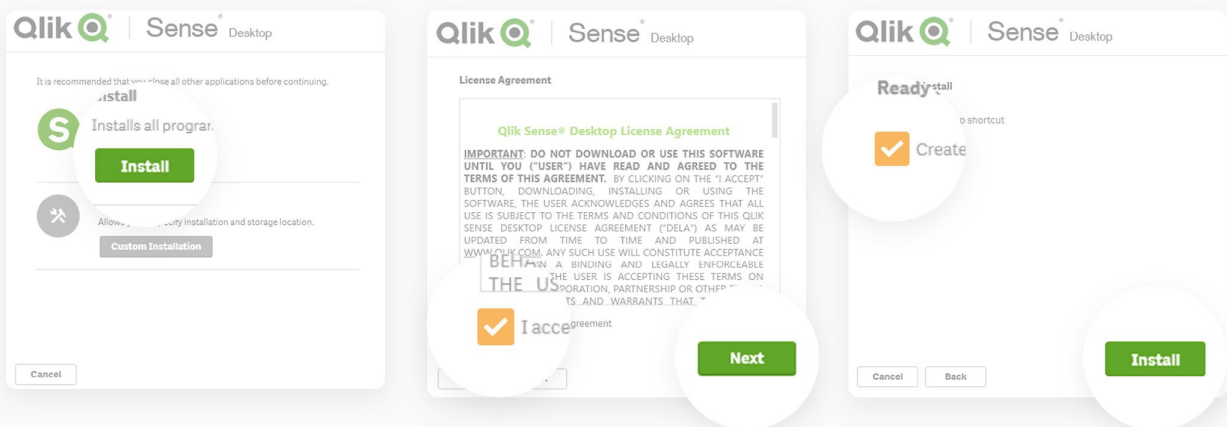 Qlik Sense® Desktop
It is recommended that you close all other applications before continuing.
Install
Installs all program
Install
Allows specify installation and storage location.
Custom Installation
Cancel
Qlik Sense® Desktop
License Agreement
Qlik Sense® Desktop License Agreement
IMPORTANT: DO NOT DOWNLOAD OR USE THIS SOFTWARE
UNTIL YOU ("USER") HAVE READ AND AGREED TO THE
TERMS OF THIS AGREEMENT. BY CLICKING ON THE "I ACCEPT"
BUTTON, DOWNLOADING, INSTALLING OR USING THE
SOFTWARE, THE USER ACKNOWLEDGES AND AGREES THAT ALL
USE IS SUBJECT TO THE TERMS AND CONDITIONS OF THIS QLIK
SENSE DESKTOP LICENSE AGREEMENT ("DELA") AS MAY BE
UPDATED FROM TIME TO TIME AND PUBLISHED AT
WWW.QLIK.COM. ANY SUCH USE WILL CONSTITUTE ACCEPTANCE
A BINDING AND LEGALLY ENFORCEABLE
THE USER IS ACCEPTING THESE TERMS ON
PARTNERSHIP OR OTHER
AND WARRANTS THAT
THE US
I acce
Next
Qlik Sense® Desktop
Ready
shortcut
Create
Cancel Back
Install